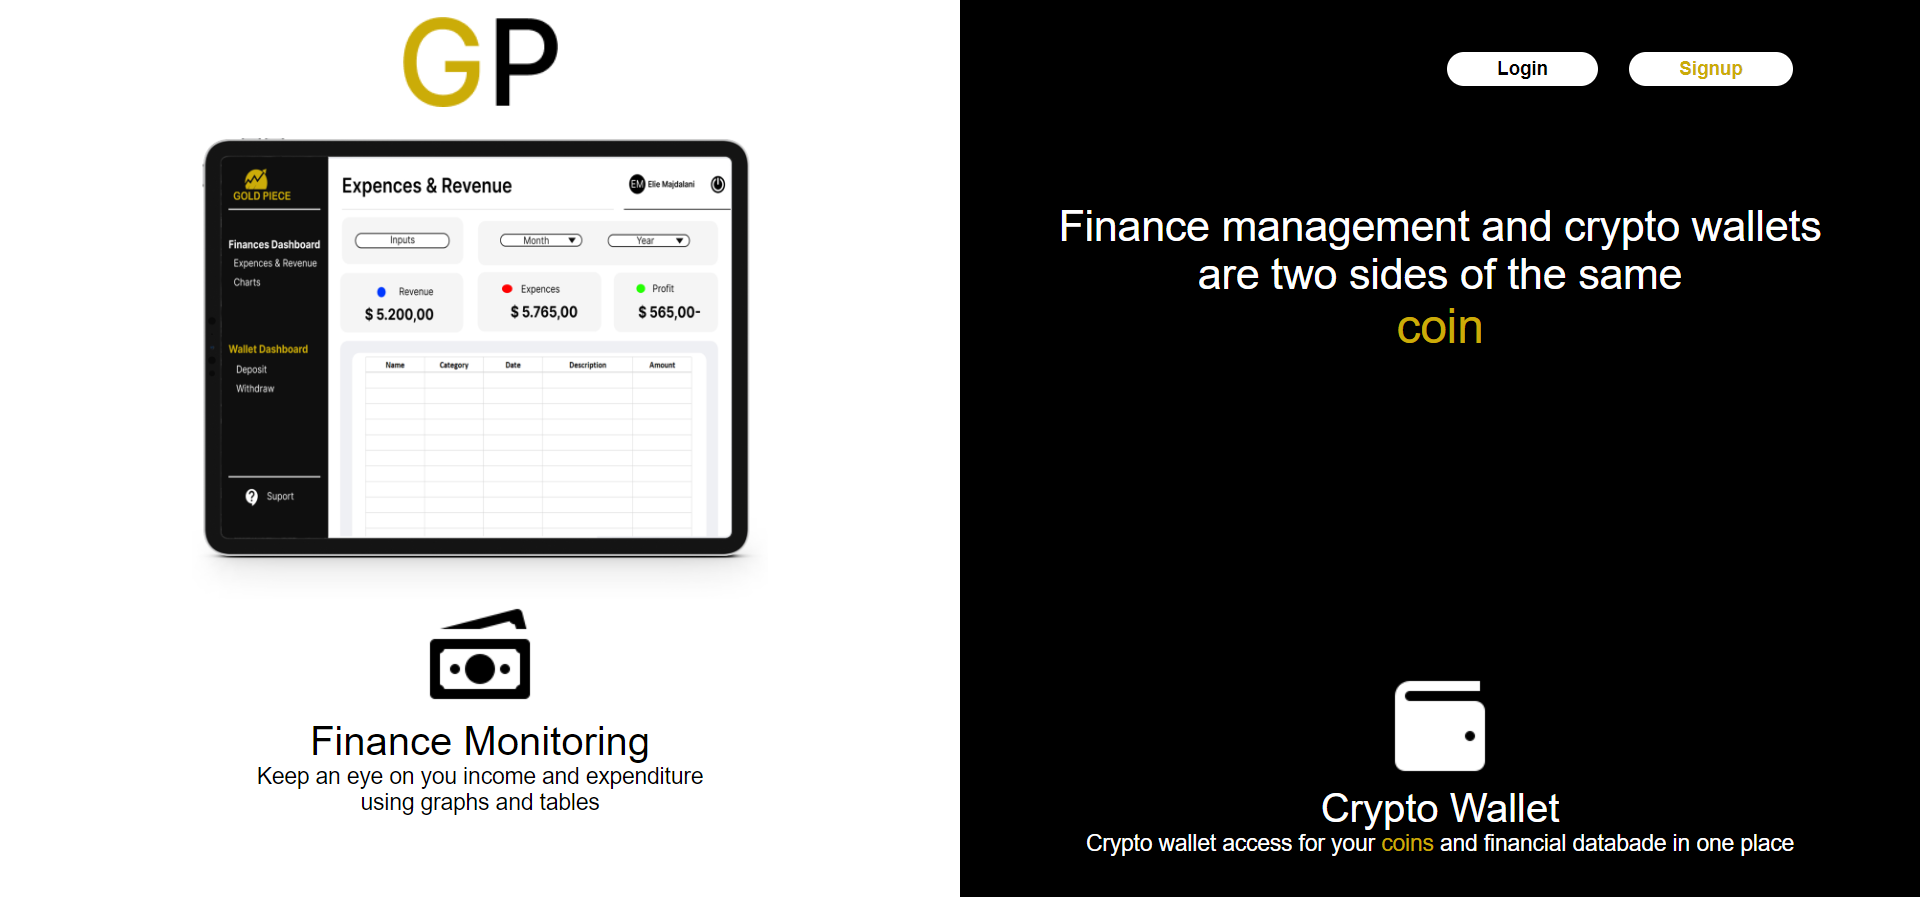 GP
GOLD PIECE
Finances Dashboard
Expences & Revenue
Charts
Wallet Dashboard
Deposit
Withdraw
Suport
Expences & Revenue
EM Elie Majdalani
Inputs
Month
Year
Revenue
$ 5.200,00
Expences
$ 5.765,00
Profit
$ 565,00-
Name Category Date Description Amount
Finance Monitoring
Keep an eye on you income and expenditure
using graphs and tables
Login
Signup
Finance management and crypto wallets
are two sides of the same
coin
Crypto Wallet
Crypto wallet access for your coins and financial databade in one place